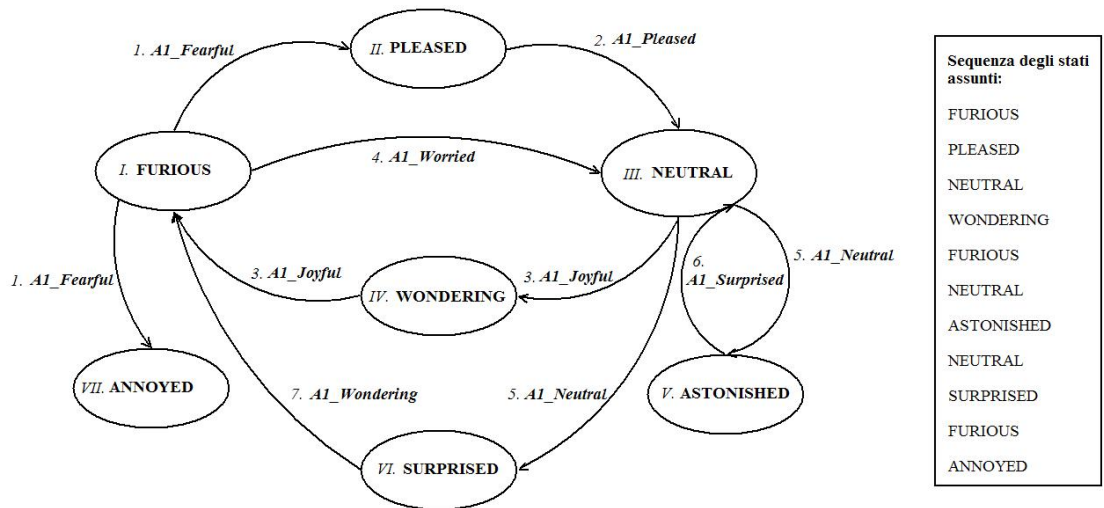 1. A1_Fearful
II. PLEASED
2. A1_Pleased
4. A1_Worried
I. FURIOUS
III. NEUTRAL
1. A1_Fearful
3. A1_Joyful
3. A1_Joyful
6.
A1_Surprised
5. A1_Neutral
IV. WONDERING
VII. ANNOYED
7. A1_Wondering
5. A1_Neutral
V. ASTONISHED
VI. SURPRISED
Sequenza degli stati
assunti:
FURIOUS
PLEASED
NEUTRAL
WONDERING
FURIOUS
NEUTRAL
ASTONISHED
NEUTRAL
SURPRISED
FURIOUS
ANNOYED